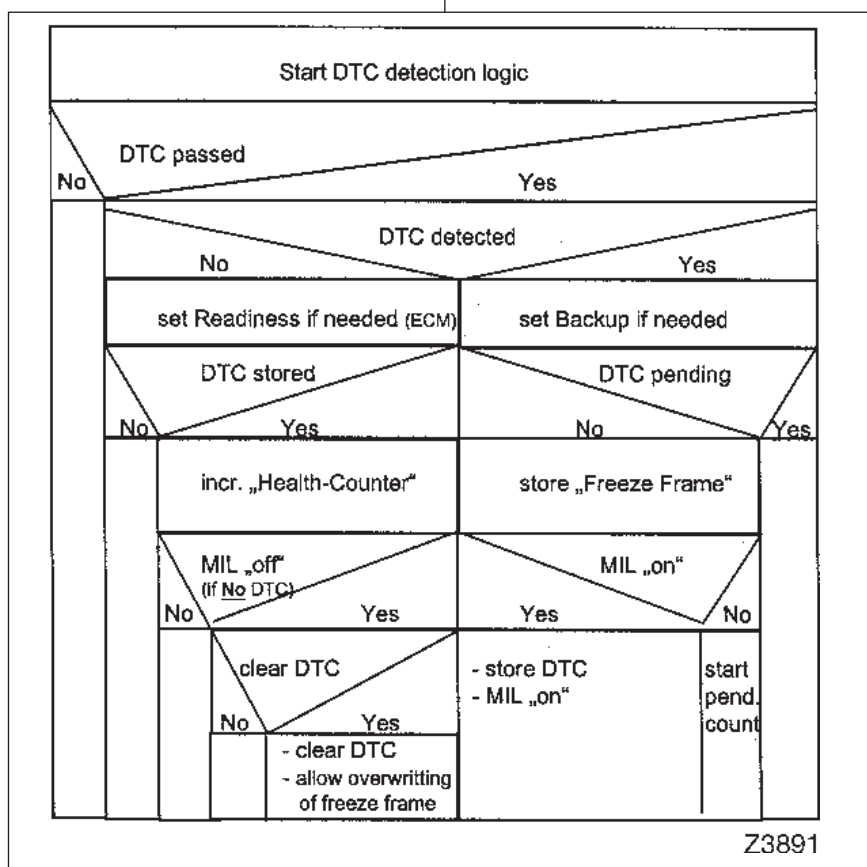 Start DTC detection logic
DTC passed
No
Yes
DTC detected
No
Yes
set Readiness if needed (ECM)
set Backup if needed
DTC stored
DTC pending
No
Yes
No
Yes
incr. „Health-Counter“
store „Freeze Frame“
MIL „off“
(if No DTC)
MIL „on“
No
Yes
Yes
No
clear DTC
- store DTC
- MIL „on“
start
pend.
count
No
Yes
- clear DTC
- allow overwritting
of freeze frame
Z3891